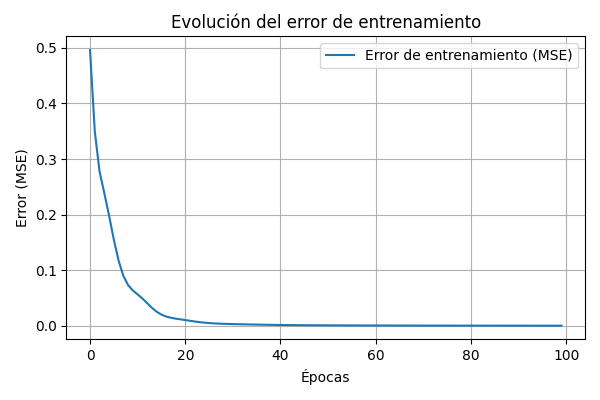 Evolución del error de entrenamiento
Error de entrenamiento (MSE)
Error (MSE)
0.5
0.4
0.3
0.2
0.1
0.0
0 20 40 60 80 100
Épocas